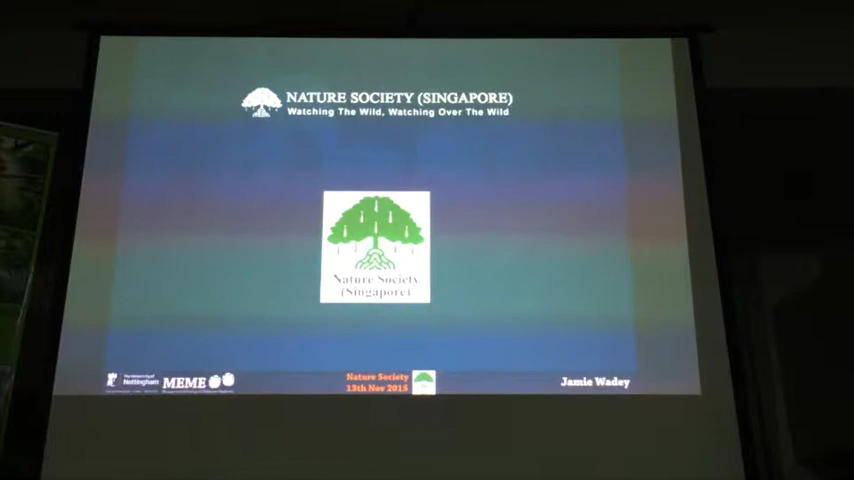 NATURE SOCIETY (SINGAPORE)
Watching The Wild, Watching Over The Wild
Nature Society
(Singapore)
Nottingham
MEME
Nature Society
13th Nov 2015
Jamie Wadey